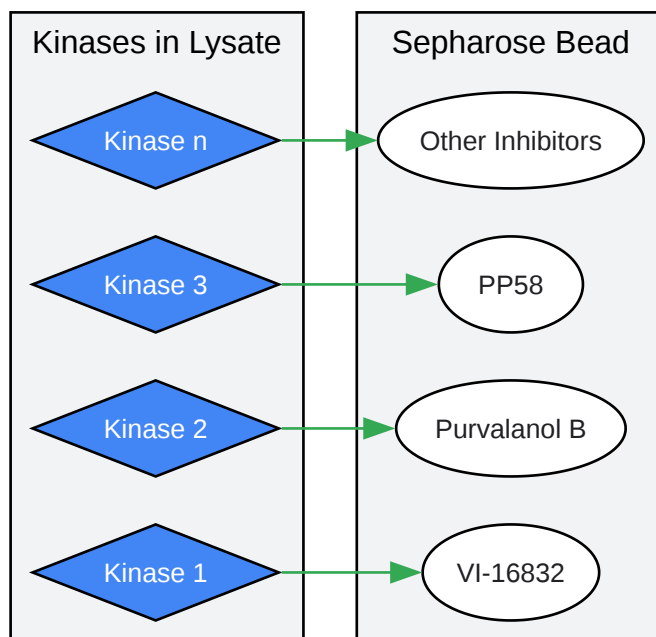 Kinases in Lysate
Sepharose Bead
Kinase n
Other Inhibitors
Kinase 3
PP58
Kinase 2
Purvalanol B
Kinase 1
VI-16832